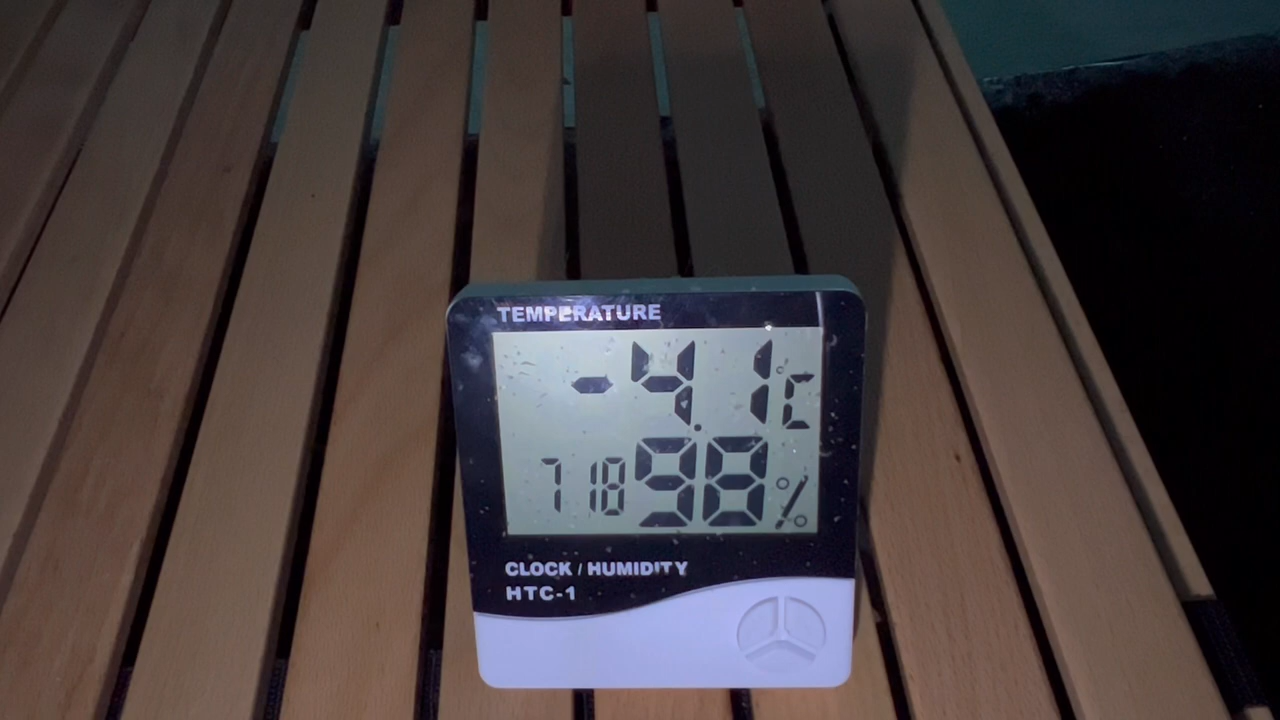 TEMPERATURE
-4.1°C
7 18 98%
CLOCK / HUMIDITY
HTC-1